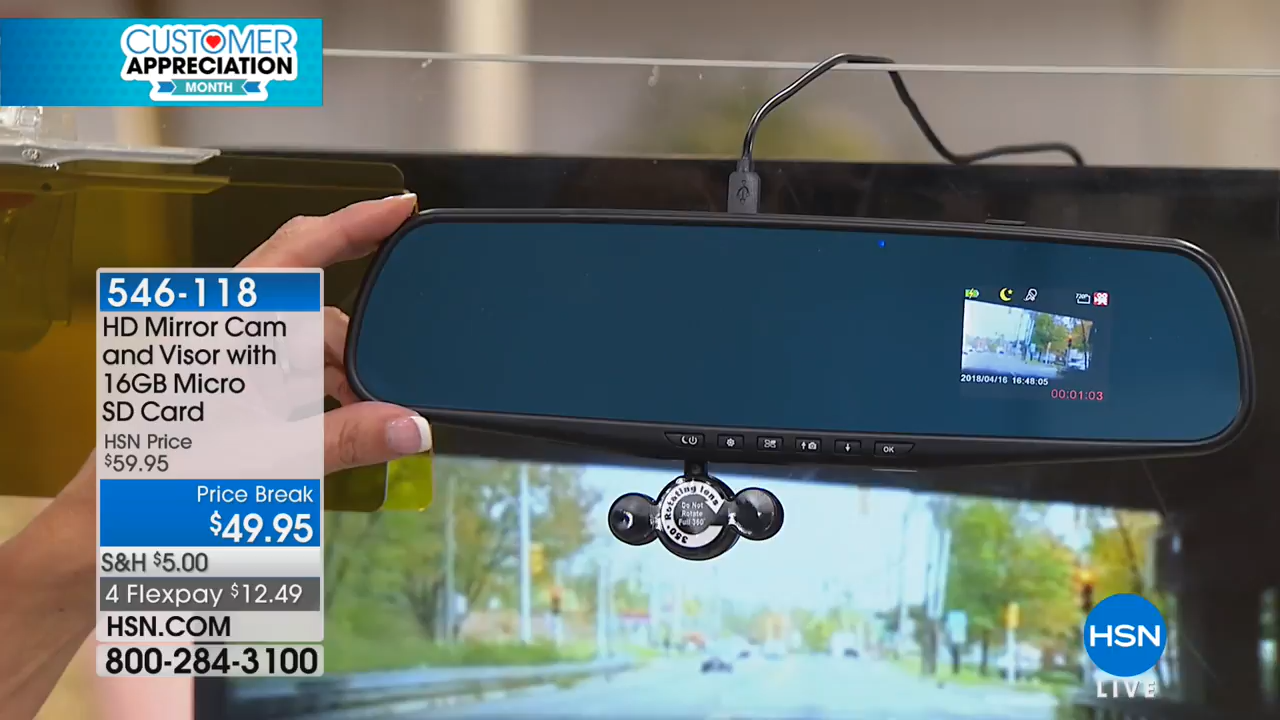 CUSTOMER
APPRECIATION
MONTH
546-118
HD Mirror Cam
and Visor with
16GB Micro
SD Card
HSN Price
$59.95
Price Break
$49.95
S&H $5.00
4 Flexpay $12.49
HSN.COM
800-284-3100
720P
2018/04/16 16:48:05
00:01:03
OK
350° Rotating Lens
Do Not
Rotate
Full 360°
HSN
LIVE